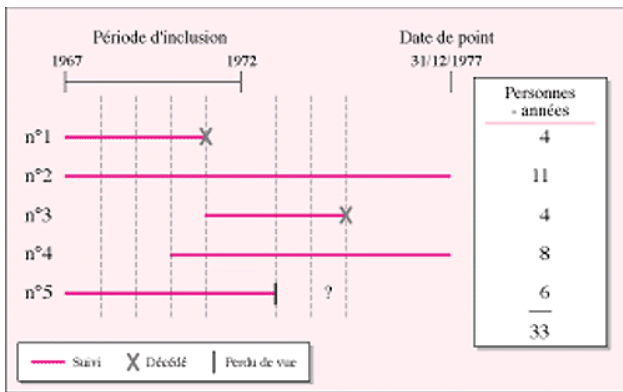 Période d'inclusion
Date de point
1967
1972
31/12/1977
Personnes
- années
n°1
4
n°2
11
n°3
4
n°4
8
n°5
?
6
33
Suivi
Décédé
Perdu de vue